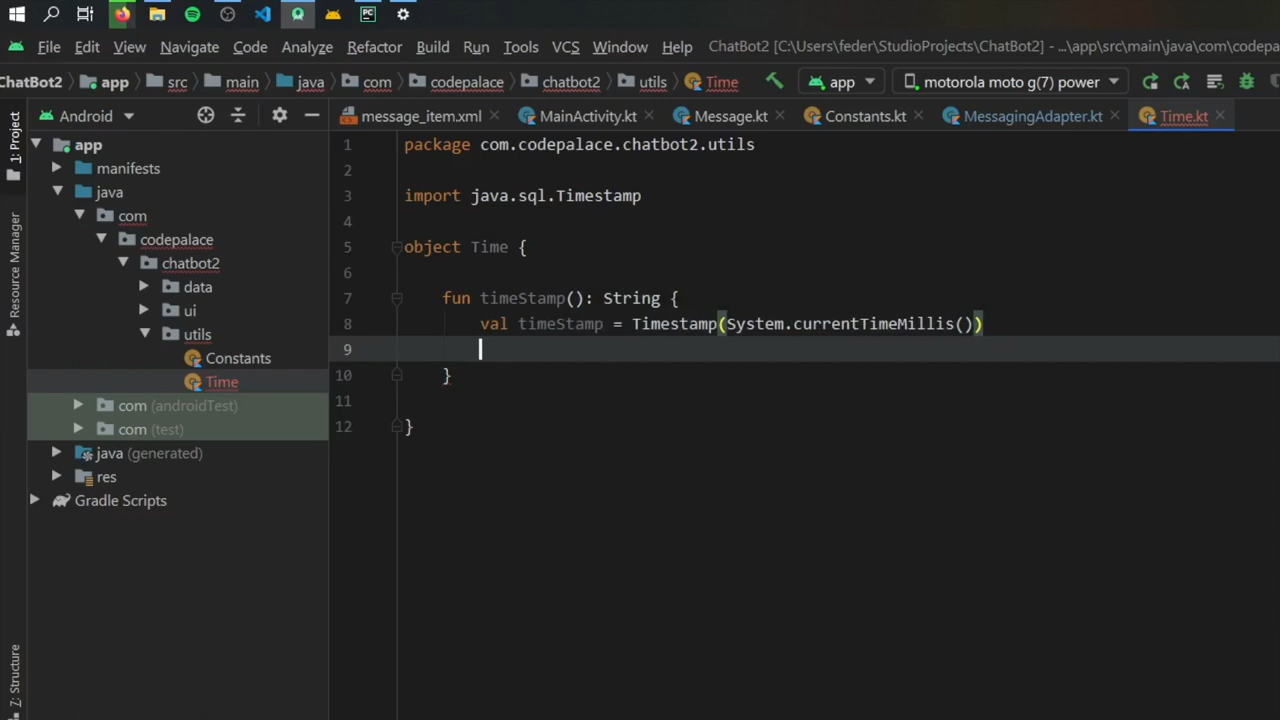 File Edit View Navigate Code Analyze Refactor Build Run Tools VCS Window Help ChatBot2 [C:\Users\feder\StudioProjects\ChatBot2] - ...\app\src\main\java\com\codepa
ChatBot2 app src main java com codepalace chatbot2 utils Time app motorola moto g(7) power
Android
message_item.xml MainActivity.kt Message.kt Constants.kt MessagingAdapter.kt Time.kt
1: Project
Resource Manager
Z: Structure
app
manifests
java
com
codepalace
chatbot2
data
ui
utils
Constants
Time
com (androidTest)
com (test)
java (generated)
res
Gradle Scripts
1 package com.codepalace.chatbot2.utils
2
3 import java.sql.Timestamp
4
5 object Time {
6
7 fun timeStamp(): String {
8 val timeStamp = Timestamp(System.currentTimeMillis())
9
10 }
11
12 }